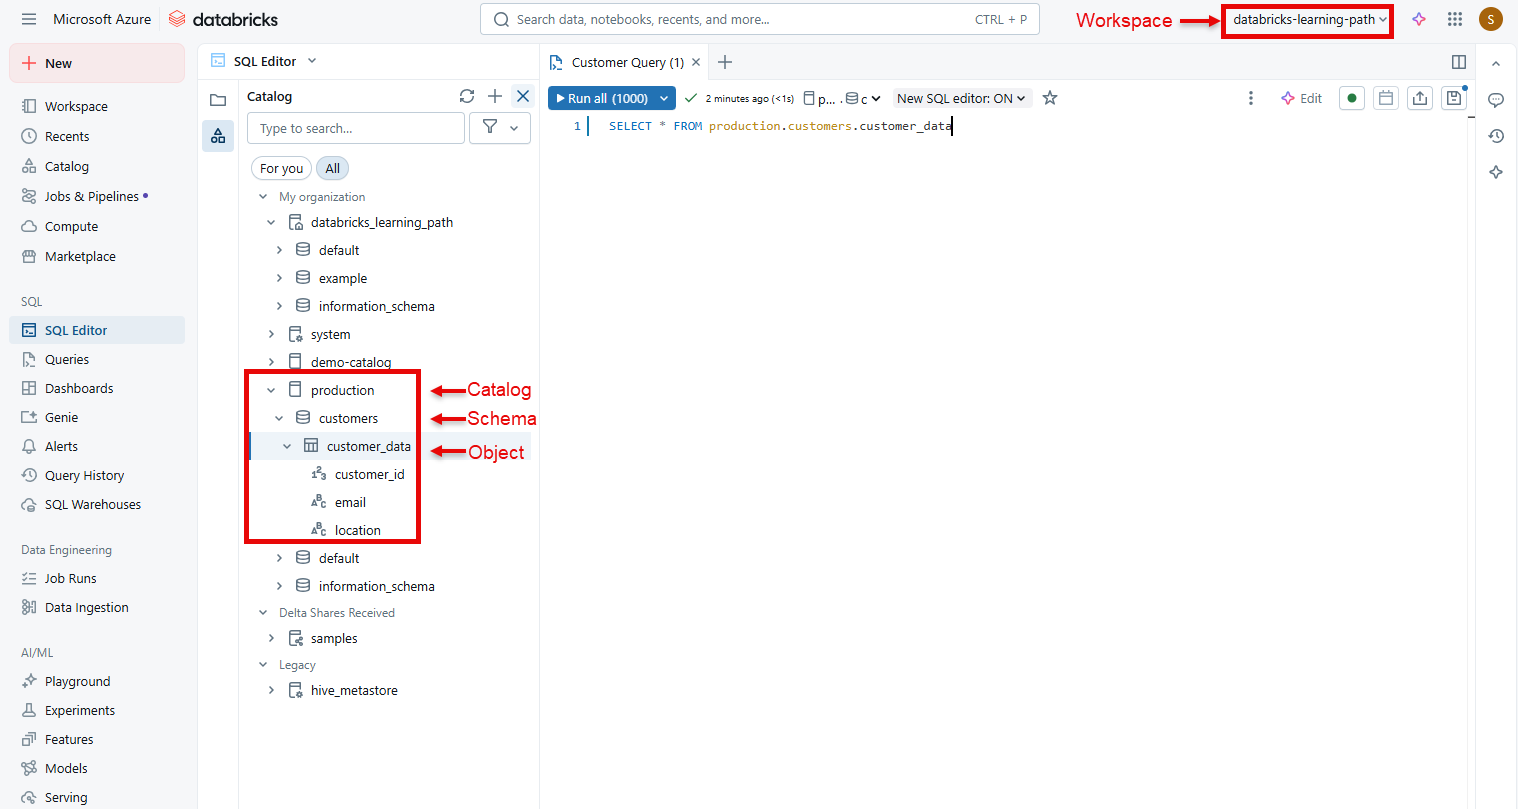 Microsoft Azure databricks
Search data, notebooks, recents, and more... CTRL + P
Workspace databricks-learning-path S
New
Workspace
Recents
Catalog
Jobs & Pipelines
Compute
Marketplace
SQL
SQL Editor
Queries
Dashboards
Genie
Alerts
Query History
SQL Warehouses
Data Engineering
Job Runs
Data Ingestion
AI/ML
Playground
Experiments
Features
Models
Serving
SQL Editor
Catalog
Type to search...
For you All
My organization
databricks_learning_path
default
example
information_schema
system
demo-catalog
production Catalog
customers Schema
customer_data Object
customer_id
email
location
default
information_schema
Delta Shares Received
samples
Legacy
hive_metastore
Customer Query (1)
Run all (1000) 2 minutes ago (<1s) p... . c New SQL editor: ON Edit
1 SELECT * FROM production.customers.customer_data